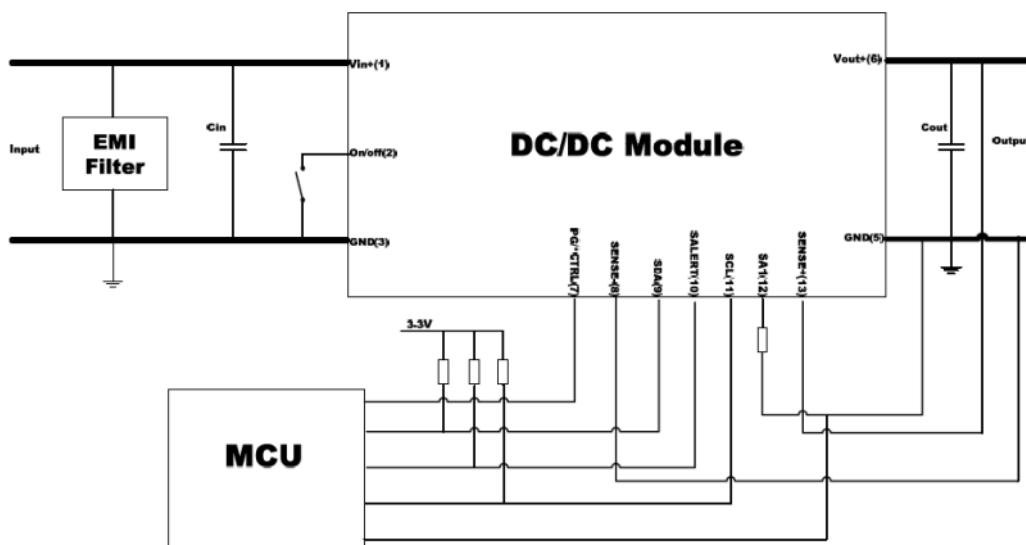 Vin+(1)
Vout+(6)
Input
EMI
Filter
Cin
On/off(2)
DC/DC Module
Cout
Output
GND(3)
GND(5)
PG/*CTRL(7)
SENSE-(8)
SDA(9)
SALERT(10)
SCL(11)
SA1(12)
SENSE+(13)
3-3V
MCU